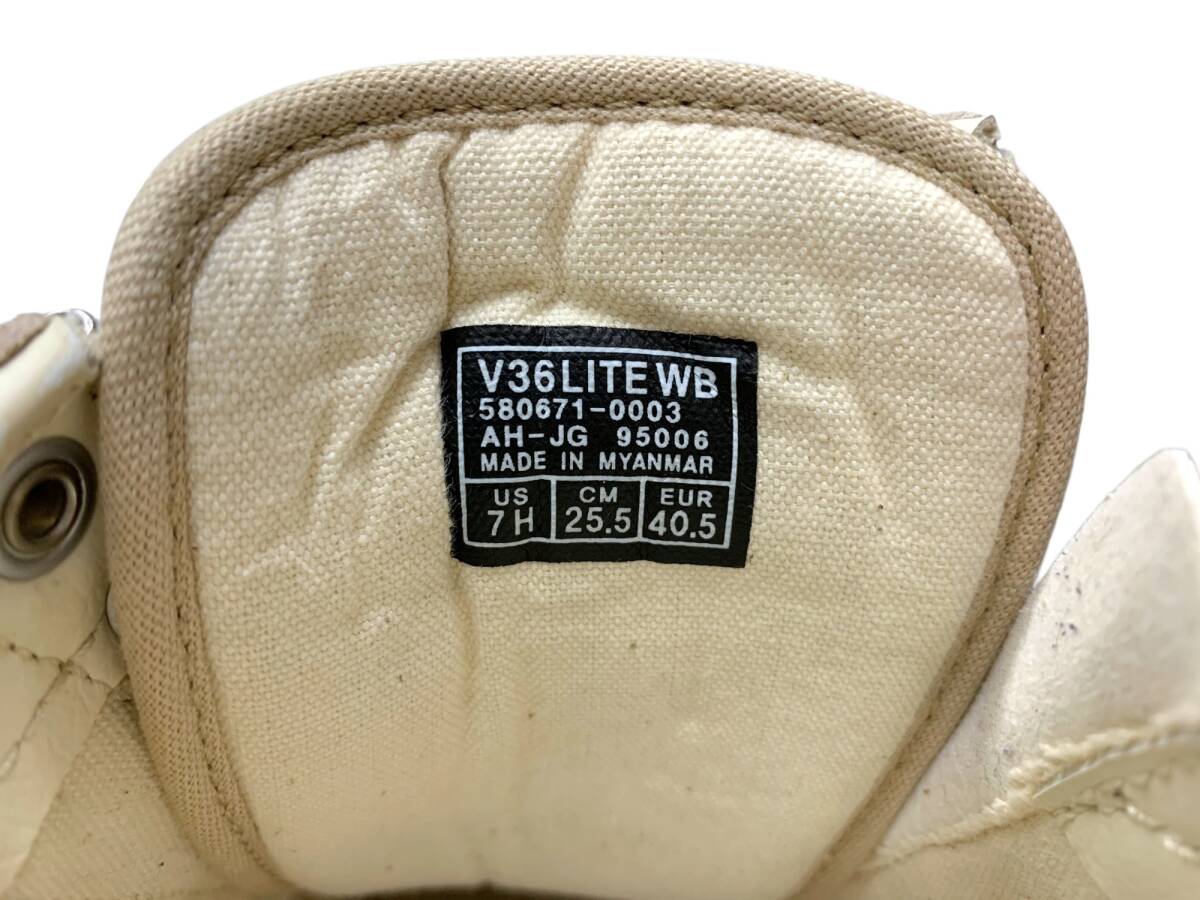 V36LITE WB
580671-0003
AH-JG 95006
MADE IN MYANMAR
US CM EUR
7H 25.5 40.5